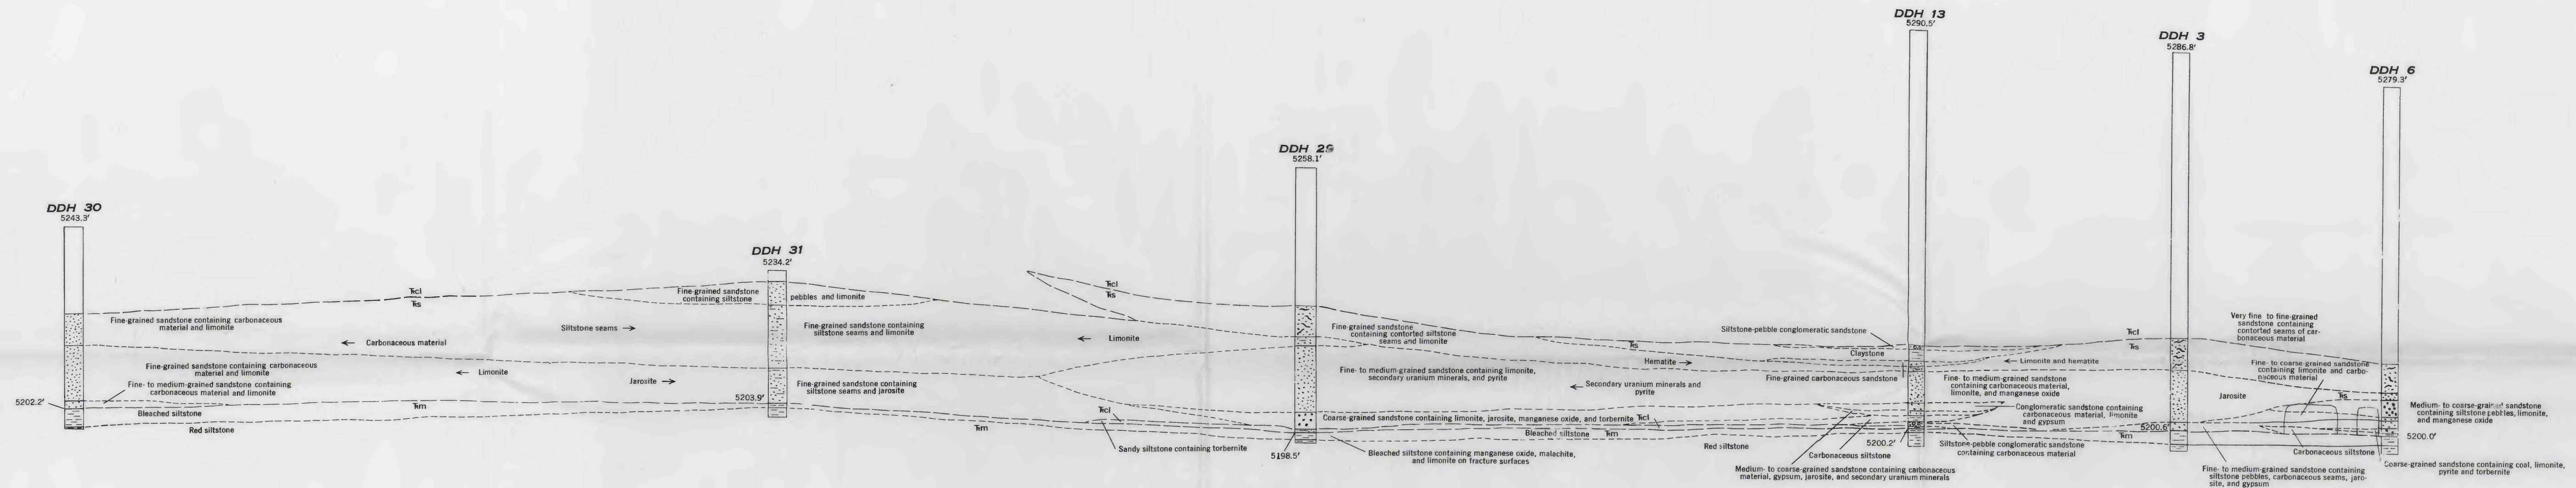 DDH 30
5243.3'
DDH 31
5234.2'
DDH 29
5258.1'
DDH 13
5290.5'
DDH 3
5286.8'
DDH 6
5279.3'
Fine-grained sandstone containing carbonaceous
material and limonite
Carbonaceous material
Fine-grained sandstone containing carbonaceous
material and limonite
Limonite
Fine- to medium-grained sandstone containing
carbonaceous material and limonite
5202.2'
Bleached siltstone
Red siltstone
Ꞧcl
Ꞧs
Ꞧm
Siltstone seams
Jarosite
Fine-grained sandstone
containing siltstone
pebbles and limonite
Fine-grained sandstone containing
siltstone seams and limonite
Fine-grained sandstone containing
siltstone seams and jarosite
5203.9'
Ꞧcl
Ꞧs
Limonite
Ꞧcl
Ꞧm
Sandy siltstone containing torbernite
Fine-grained sandstone
containing contorted siltstone
seams and limonite
Fine- to medium-grained sandstone containing limonite,
secondary uranium minerals, and pyrite
Coarse-grained sandstone containing limonite, jarosite, manganese oxide, and torbernite
Ꞧcl
Bleached siltstone
Ꞧm
5198.5'
Bleached siltstone containing manganese oxide, malachite,
and limonite on fracture surfaces
Ꞧs
Hematite
Secondary uranium minerals and
pyrite
Red siltstone
Siltstone-pebble conglomeratic sandstone
Claystone
Fine-grained carbonaceous sandstone
5200.2'
Carbonaceous siltstone
Medium- to coarse-grained sandstone containing carbonaceous
material, gypsum, jarosite, and secondary uranium minerals
Limonite and hematite
Fine- to medium-grained sandstone
containing carbonaceous material,
limonite, and manganese oxide
Conglomeratic sandstone containing
carbonaceous material, limonite
and gypsum
Siltstone-pebble conglomeratic sandstone
containing carbonaceous material
Ꞧcl
Ꞧs
5200.6'
Ꞧm
Very fine to fine-grained
sandstone containing
contorted seams of car-
bonaceous material
Fine- to coarse-grained sandstone
containing limonite and carbo-
naceous material
Jarosite
Ꞧs
Medium- to coarse-grained sandstone
containing siltstone pebbles, limonite,
and manganese oxide
5200.0'
Carbonaceous siltstone
Coarse-grained sandstone containing coal, limonite,
pyrite and torbernite
Fine- to medium-grained sandstone containing
siltstone pebbles, carbonaceous seams, jaro-
site, and gypsum